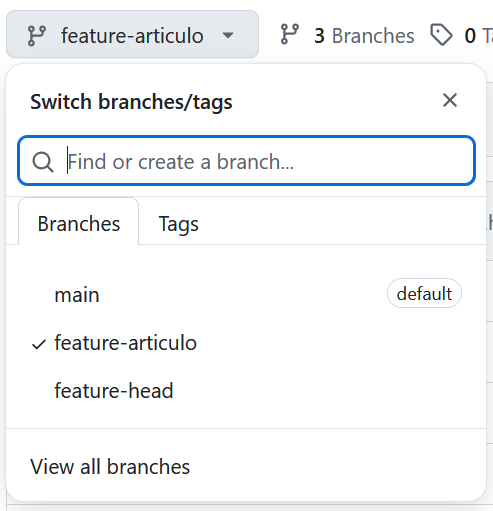 feature-articulo 3 Branches 0
Switch branches/tags
Find or create a branch...
Branches Tags
main default
feature-articulo
feature-head
View all branches